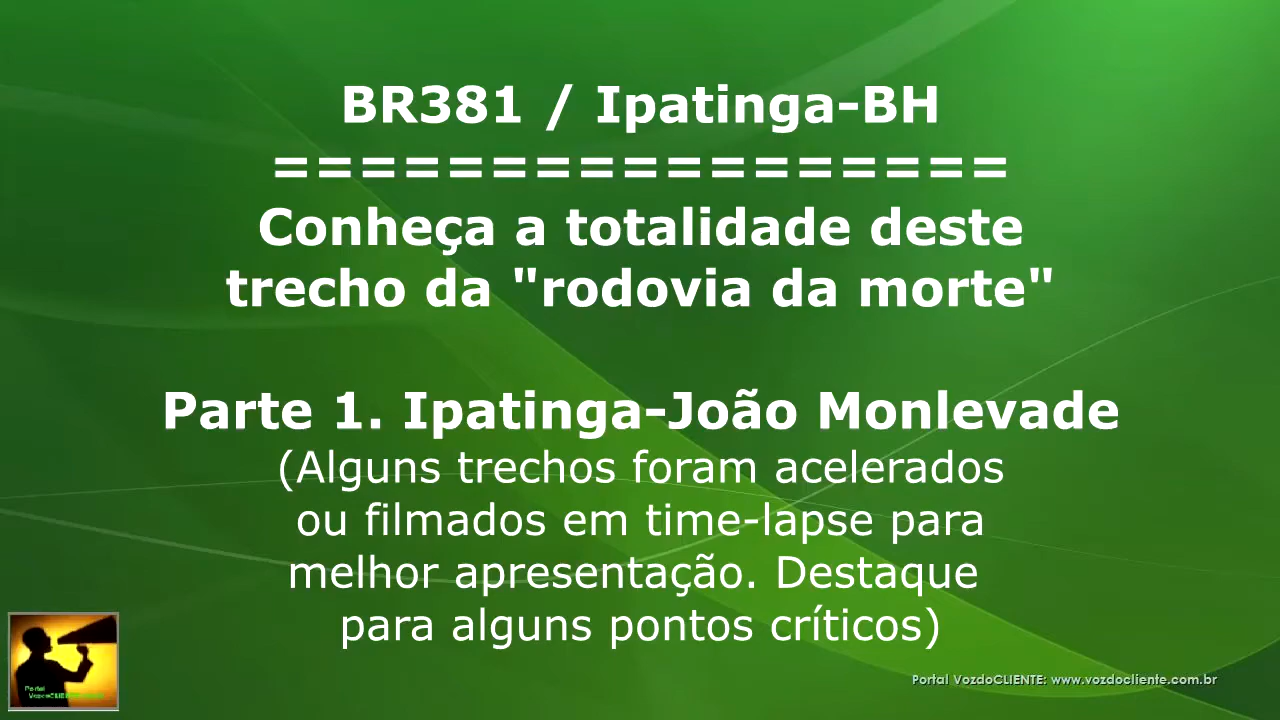 BR381 / Ipatinga-BH
=================
Conheça a totalidade deste
trecho da "rodovia da morte"
Parte 1. Ipatinga-João Monlevade
(Alguns trechos foram acelerados
ou filmados em time-lapse para
melhor apresentação. Destaque
para alguns pontos críticos)
Portal
VozdoCLIENTE
Portal VozdoCLIENTE: www.vozdocliente.com.br